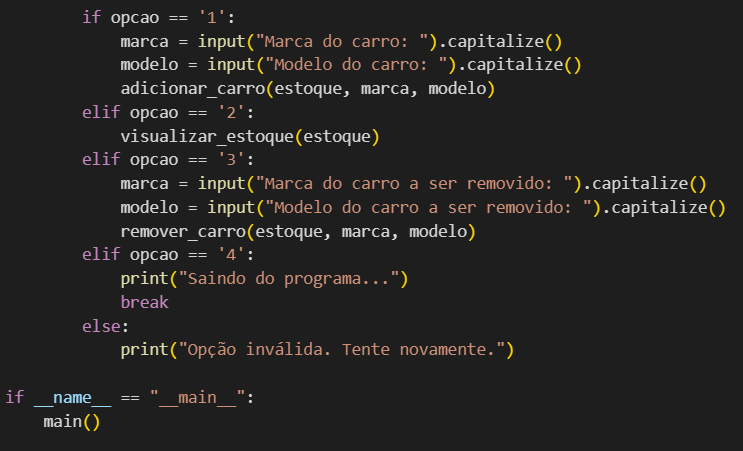 if opcao == '1':
marca = input("Marca do carro: ").capitalize()
modelo = input("Modelo do carro: ").capitalize()
adicionar_carro(estoque, marca, modelo)
elif opcao == '2':
visualizar_estoque(estoque)
elif opcao == '3':
marca = input("Marca do carro a ser removido: ").capitalize()
modelo = input("Modelo do carro a ser removido: ").capitalize()
remover_carro(estoque, marca, modelo)
elif opcao == '4':
print("Saindo do programa...")
break
else:
print("Opção inválida. Tente novamente.")
if __name__ == "__main__":
main()